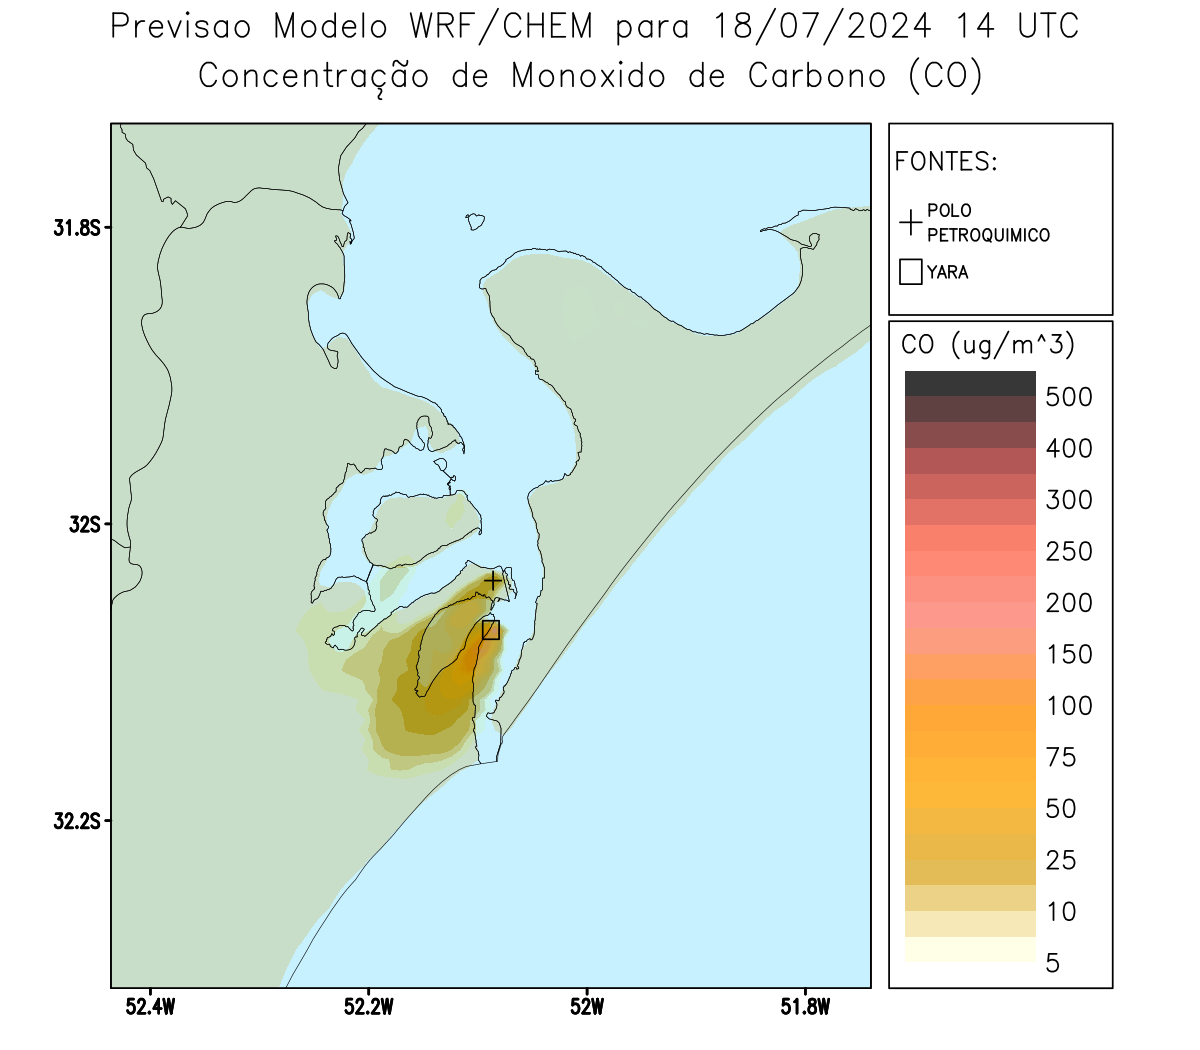 Previsao Modelo WRF/CHEM para 18/07/2024 14 UTC
Concentração de Monoxido de Carbono (CO)
FONTES:
POLO
PETROQUIMICO
YARA
CO (ug/m^3)
500
400
300
250
200
150
100
75
50
25
10
5
31.8S
32S
32.2S
52.4W
52.2W
52W
51.8W